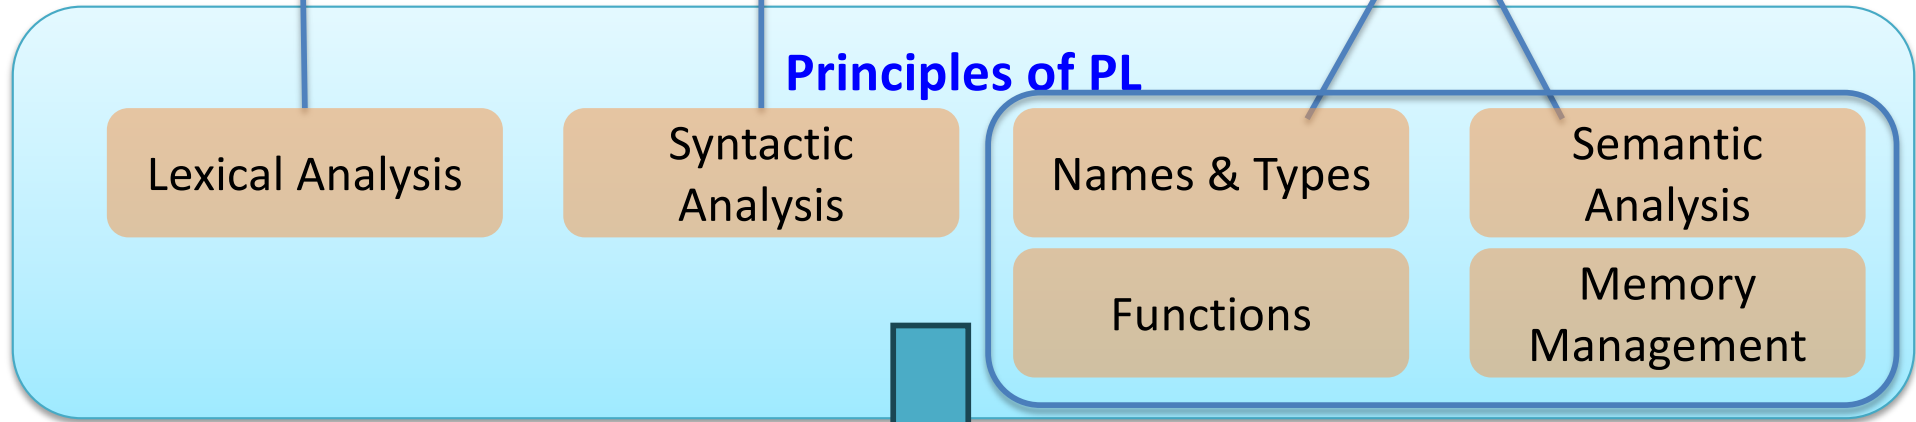 Principles of PL
Lexical Analysis
Syntactic
Analysis
Names & Types
Semantic
Analysis
Functions
Memory
Management